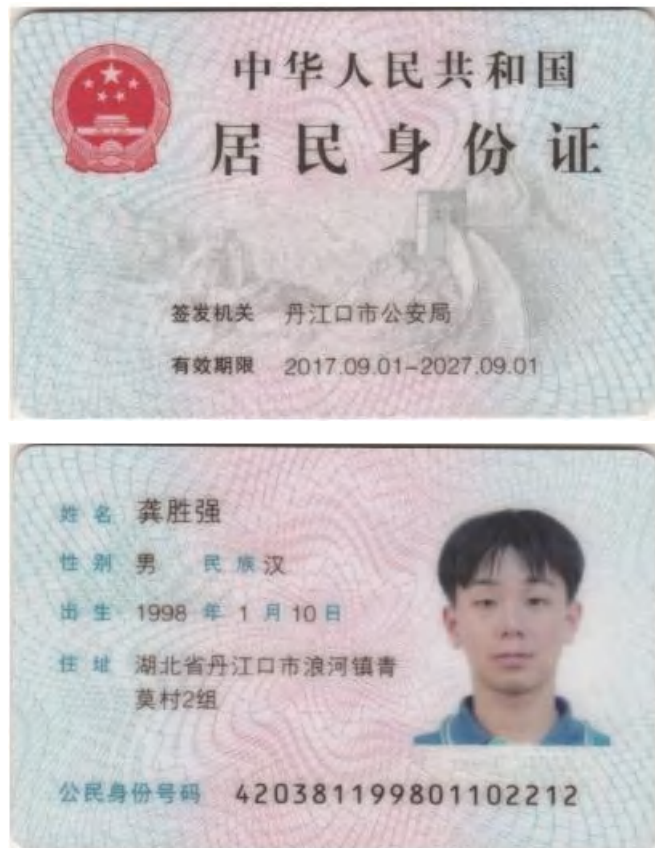 中华人民共和国
居民身份证
签发机关 丹江口市公安局
有效期限 2017.09.01-2027.09.01
姓名 龚胜强
性别 男 民族 汉
出生 1998 年 1 月 10 日
住址 湖北省丹江口市浪河镇青
莫村2组
公民身份号码 420381199801102212